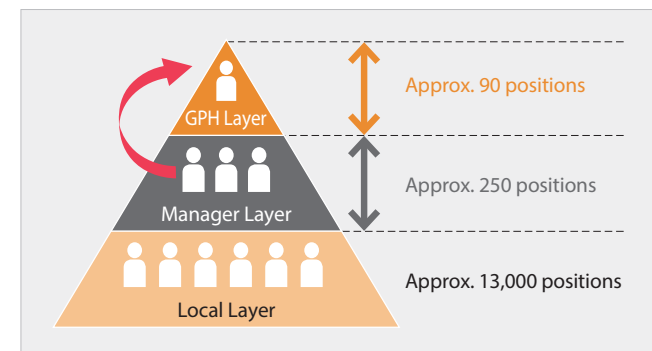 GPH Layer
Approx. 90 positions
Manager Layer
Approx. 250 positions
Local Layer
Approx. 13,000 positions